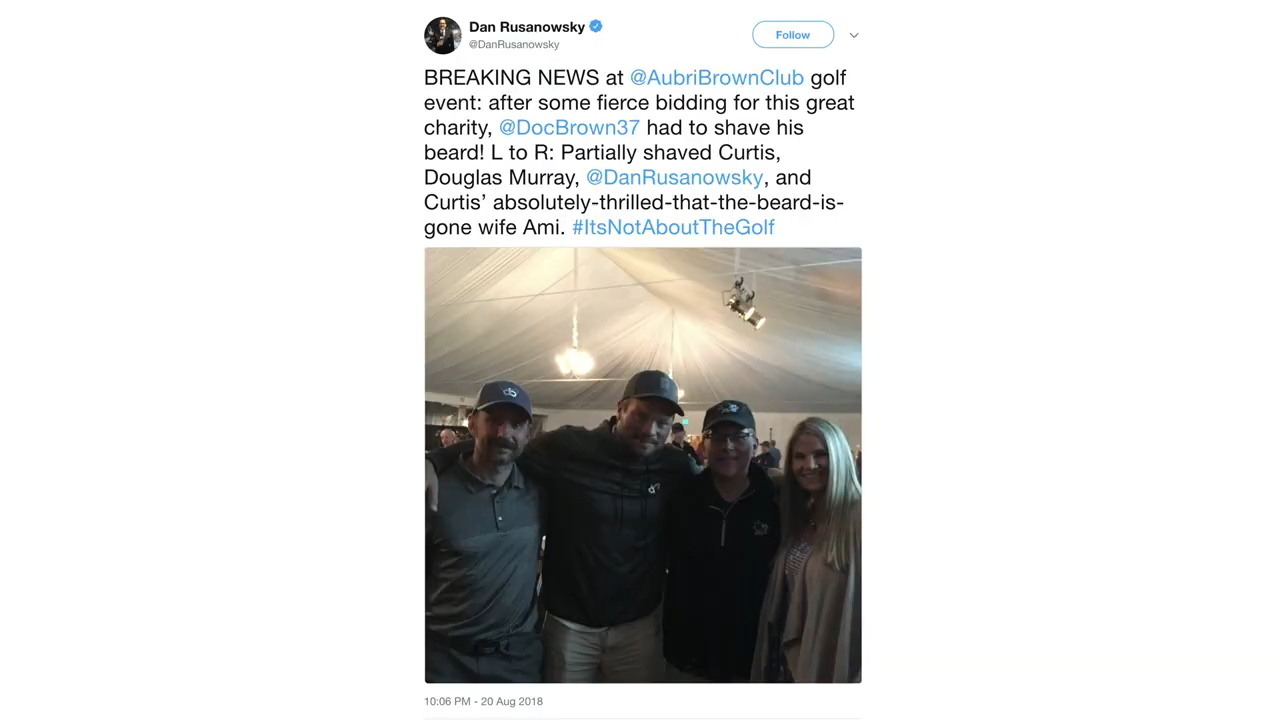 Dan Rusanowsky
@DanRusanowsky
Follow
BREAKING NEWS at @AubriBrownClub golf
event: after some fierce bidding for this great
charity, @DocBrown37 had to shave his
beard! L to R: Partially shaved Curtis,
Douglas Murray, @DanRusanowsky, and
Curtis’ absolutely-thrilled-that-the-beard-is-
gone wife Ami. #ItsNotAboutTheGolf
10:06 PM - 20 Aug 2018